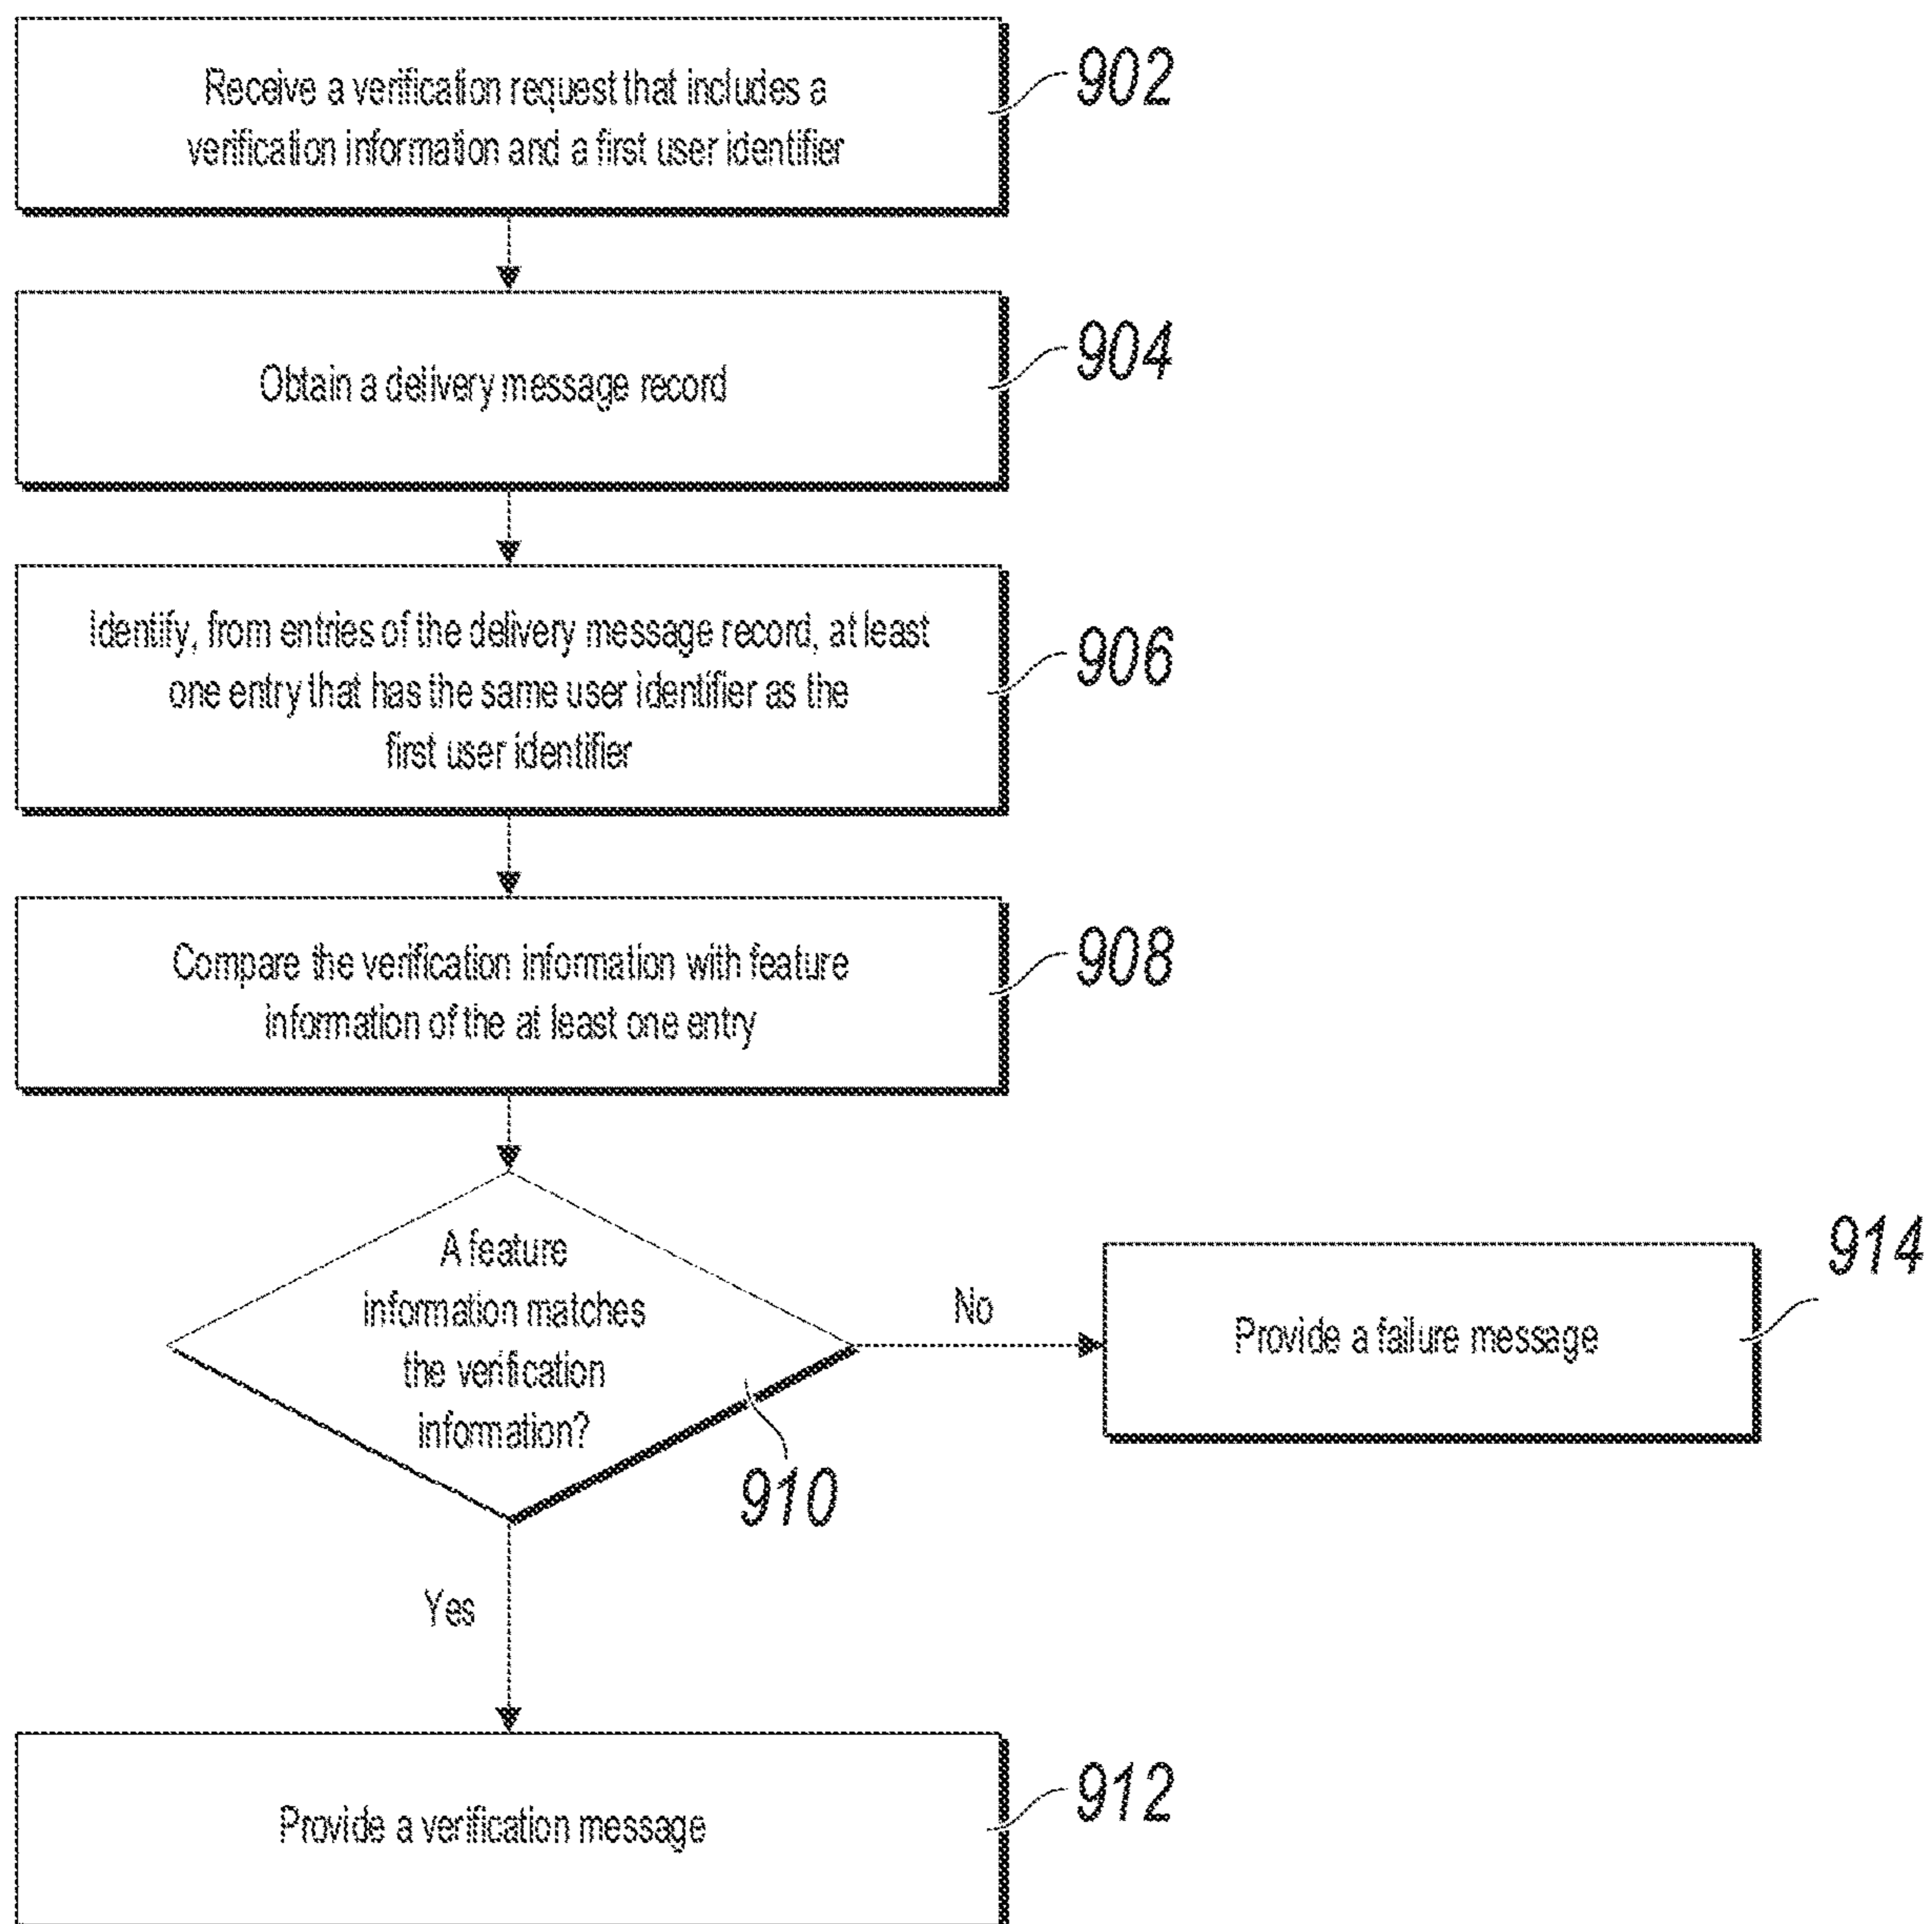 Receive a verification request that includes a
verification information and a first user identifier
902
Obtain a delivery message record
904
Identify, from entries of the delivery message record, at least
one entry that has the same user identifier as the
first user identifier
906
Compare the verification information with feature
information of the at least one entry
908
A feature
information matches
the verification
information?
910
No
Provide a failure message
914
Yes
Provide a verification message
912